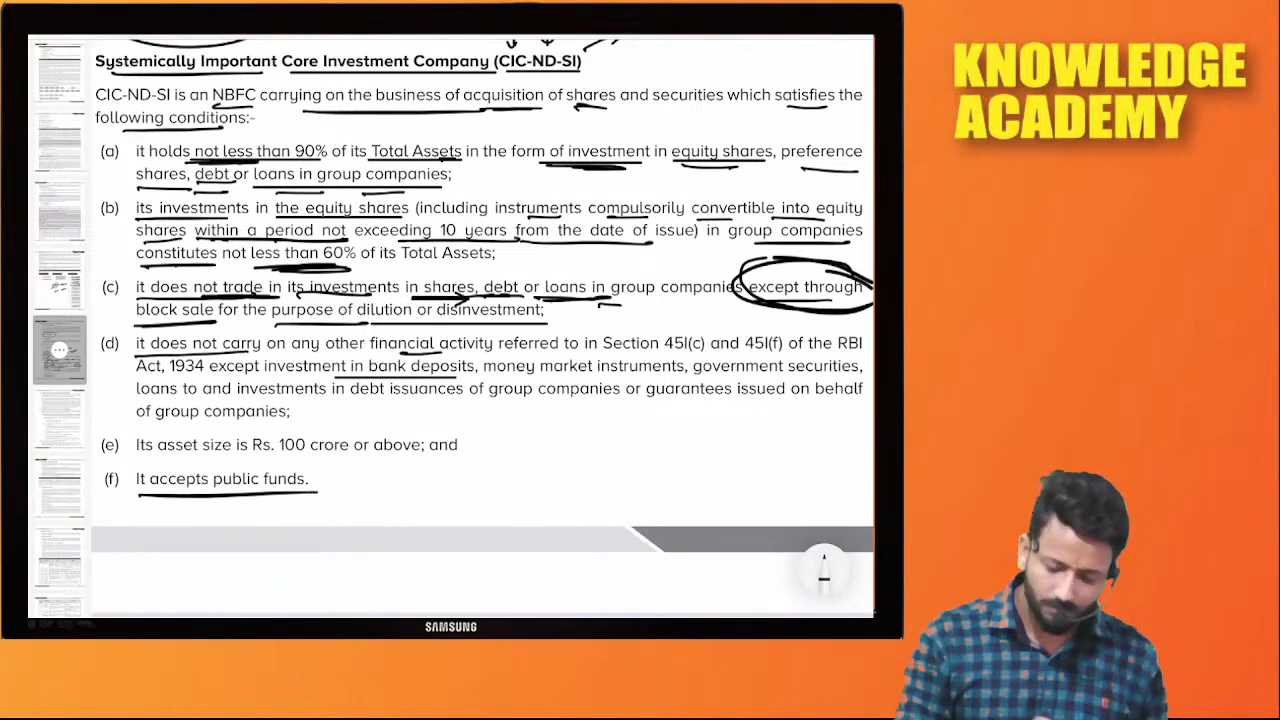 Systemically Important Core Investment Company (CIC-ND-SI)
CIC-ND-SI is an NBFC carrying on the business of acquisition of shares and securities which satisfies the
following conditions:-
(a) it holds not less than of its Total Assets in the form of investment in equity shares, preference
shares, debt or loans in group companies;
(b) its investments in the equity shares (including instruments compulsorily convertible into equity
shares within a period not exceeding 10 years from the date of issue) in group companies
constitutes not less than of its Total Assets;
(c) it does not trade in its investments in shares, debt or loans in group companies except through
block sale for the purpose of dilution or disinvestment;
(d) it does not carry on any other financial activity referred to in Section 45I(c) and 45I(f) of the RBI
1934 except investment in bank deposits, money market instruments, government securities,
loans to and investments in debt issuances of group companies or guarantees issued on behalf
of group companies;
(e) its asset size is Rs. 100 crore or above; and
(f) it accepts public funds.
SAMSUNG
KNOWLEDGE
ACADEMY